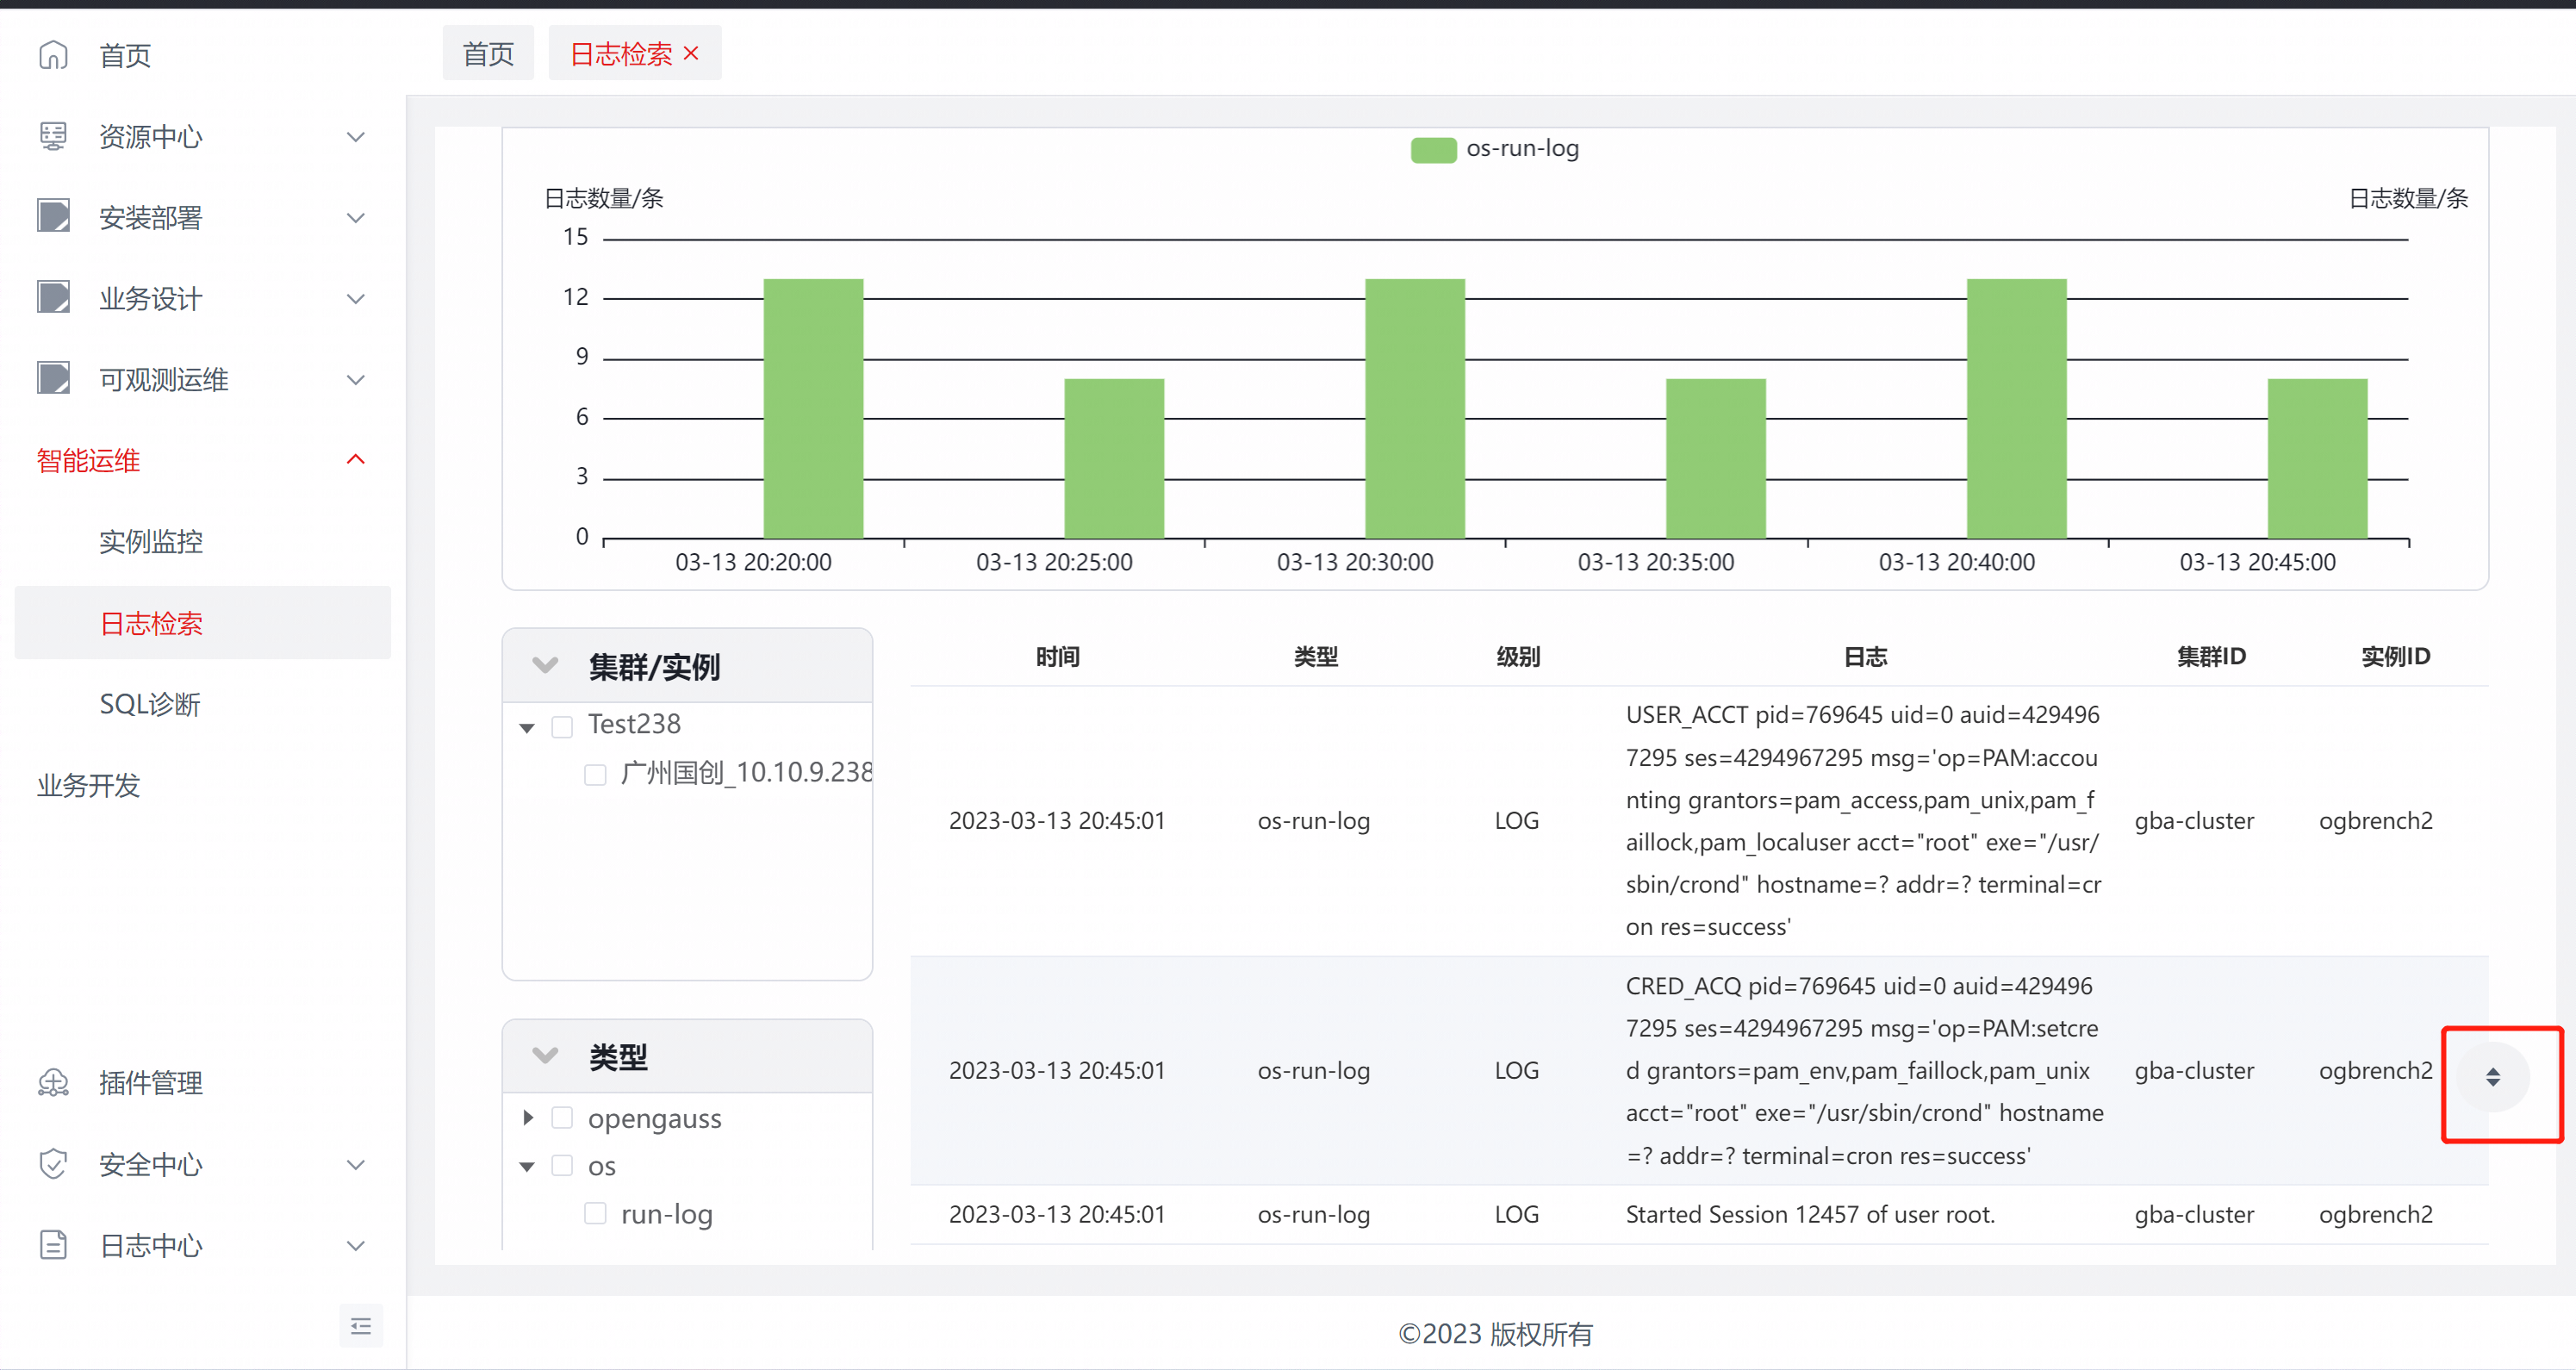 首页
资源中心
安装部署
业务设计
可观测运维
智能运维
实例监控
日志检索
SQL诊断
业务开发
插件管理
安全中心
日志中心
首页
日志检索
os-run-log
日志数量/条
日志数量/条
15
12
9
6
3
0
03-13 20:20:00
03-13 20:25:00
03-13 20:30:00
03-13 20:35:00
03-13 20:40:00
03-13 20:45:00
集群/实例
Test238
广州国创_10.10.9.238
类型
opengauss
os
run-log
时间 类型 级别 日志 集群ID 实例ID
2023-03-13 20:45:01 os-run-log LOG
USER_ACCT pid=769645 uid=0 auid=429496
7295 ses=4294967295 msg='op=PAM:accou
nting grantors=pam_access,pam_unix,pam_f
aillock,pam_localuser acct="root" exe="/usr/
sbin/crond" hostname=? addr=? terminal=cr
on res=success'
gba-cluster ogbrench2
2023-03-13 20:45:01 os-run-log LOG
CRED_ACQ pid=769645 uid=0 auid=429496
7295 ses=4294967295 msg='op=PAM:setcre
d grantors=pam_env,pam_faillock,pam_unix
acct="root" exe="/usr/sbin/crond" hostname
=? addr=? terminal=cron res=success'
gba-cluster ogbrench2
2023-03-13 20:45:01 os-run-log LOG Started Session 12457 of user root. gba-cluster ogbrench2
©2023 版权所有